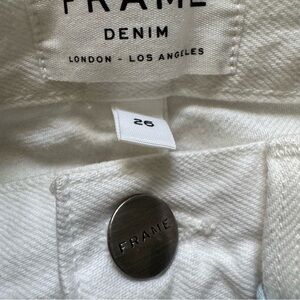 FRAME
DENIM
LONDON - LOS ANGELES
26
FRAME